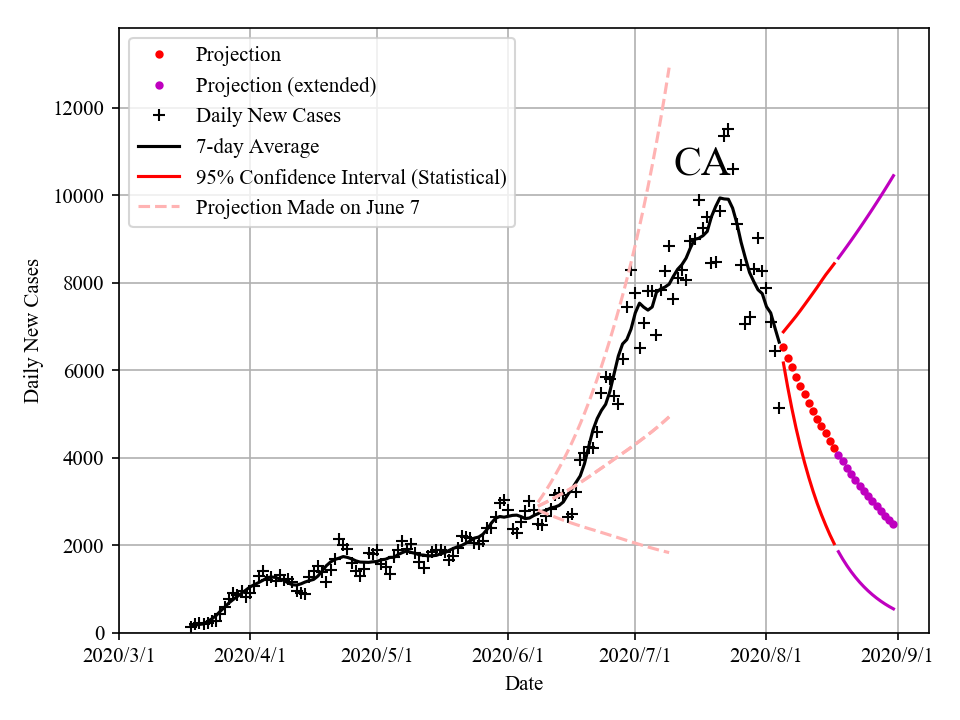 Projection
Projection (extended)
Daily New Cases
7-day Average
95% Confidence Interval (Statistical)
Projection Made on June 7
CA
12000
10000
8000
6000
4000
2000
0
Daily New Cases
2020/3/1 2020/4/1 2020/5/1 2020/6/1 2020/7/1 2020/8/1 2020/9/1
Date